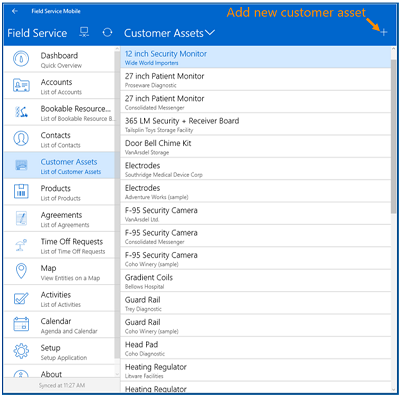 Add new customer asset
Field Service Mobile
Field Service
Customer Assets
Dashboard
Quick Overview
Accounts
List of Accounts
Bookable Resource...
List of Bookable Resource B...
Contacts
List of Contacts
Customer Assets
List of Customer Assets
Products
List of Products
Agreements
List of Agreements
Time Off Requests
List of Time Off Requests
Map
View Entities on a Map
Activities
List of Activities
Calendar
Agenda and Calendar
Setup
Setup Application
About
Synced at 11:27 AM
12 inch Security Monitor
Wide World Importers
27 inch Patient Monitor
Proseware Diagnostic
27 inch Patient Monitor
Consolidated Messenger
365 LM Security + Receiver Board
Tailspin Toys Storage Facility
Door Bell Chime Kit
VanArsdel Storage
Electrodes
Southridge Medical Device Corp
Electrodes
Adventure Works (sample)
F-95 Security Camera
VanArsdel Ltd.
F-95 Security Camera
Consolidated Messenger
F-95 Security Camera
Coho Winery (sample)
Gradient Coils
Bellows Hospital
Guard Rail
Trey Diagnostic
Guard Rail
Coho Winery (sample)
Head Pad
Coho Diagnostic
Heating Regulator
Litware Facilities
Heating Regulator